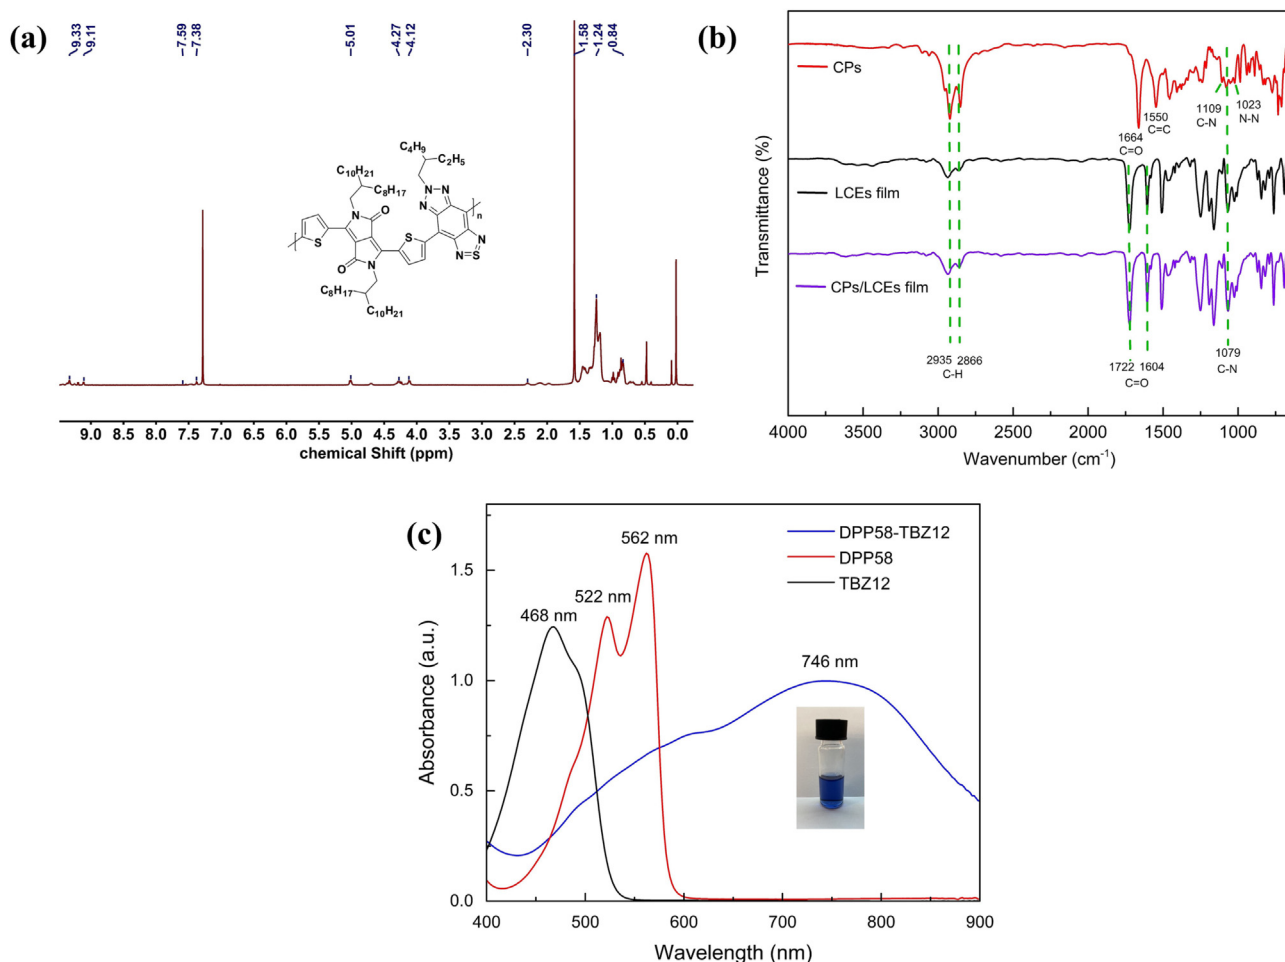 (a)
9.33
9.11
7.59
7.38
5.01
4.27
4.12
2.30
1.58
1.24
0.84
C4H9
C2H5
C10H21
C8H17
N
N
N
N
O
S
S
n
O
N
N
S
N
C8H17
C10H21
9.0 8.5 8.0 7.5 7.0 6.5 6.0 5.5 5.0 4.5 4.0 3.5 3.0 2.5 2.0 1.5 1.0 0.5 0.0
chemical Shift (ppm)
(b)
CPs
1109
C-N
1023
N-N
1550
C=C
1664
C=O
LCEs film
CPs/LCEs film
2935 2866
C-H
1722 1604
C=O
1079
C-N
Transmittance (%)
4000 3000 2000 1500 1000
Wavenumber (cm-1)
(c)
562 nm
522 nm
468 nm
746 nm
DPP58-TBZ12
DPP58
TBZ12
1.5
1.0
0.5
0.0
Absorbance (a.u.)
400 500 600 700 800 900
Wavelength (nm)